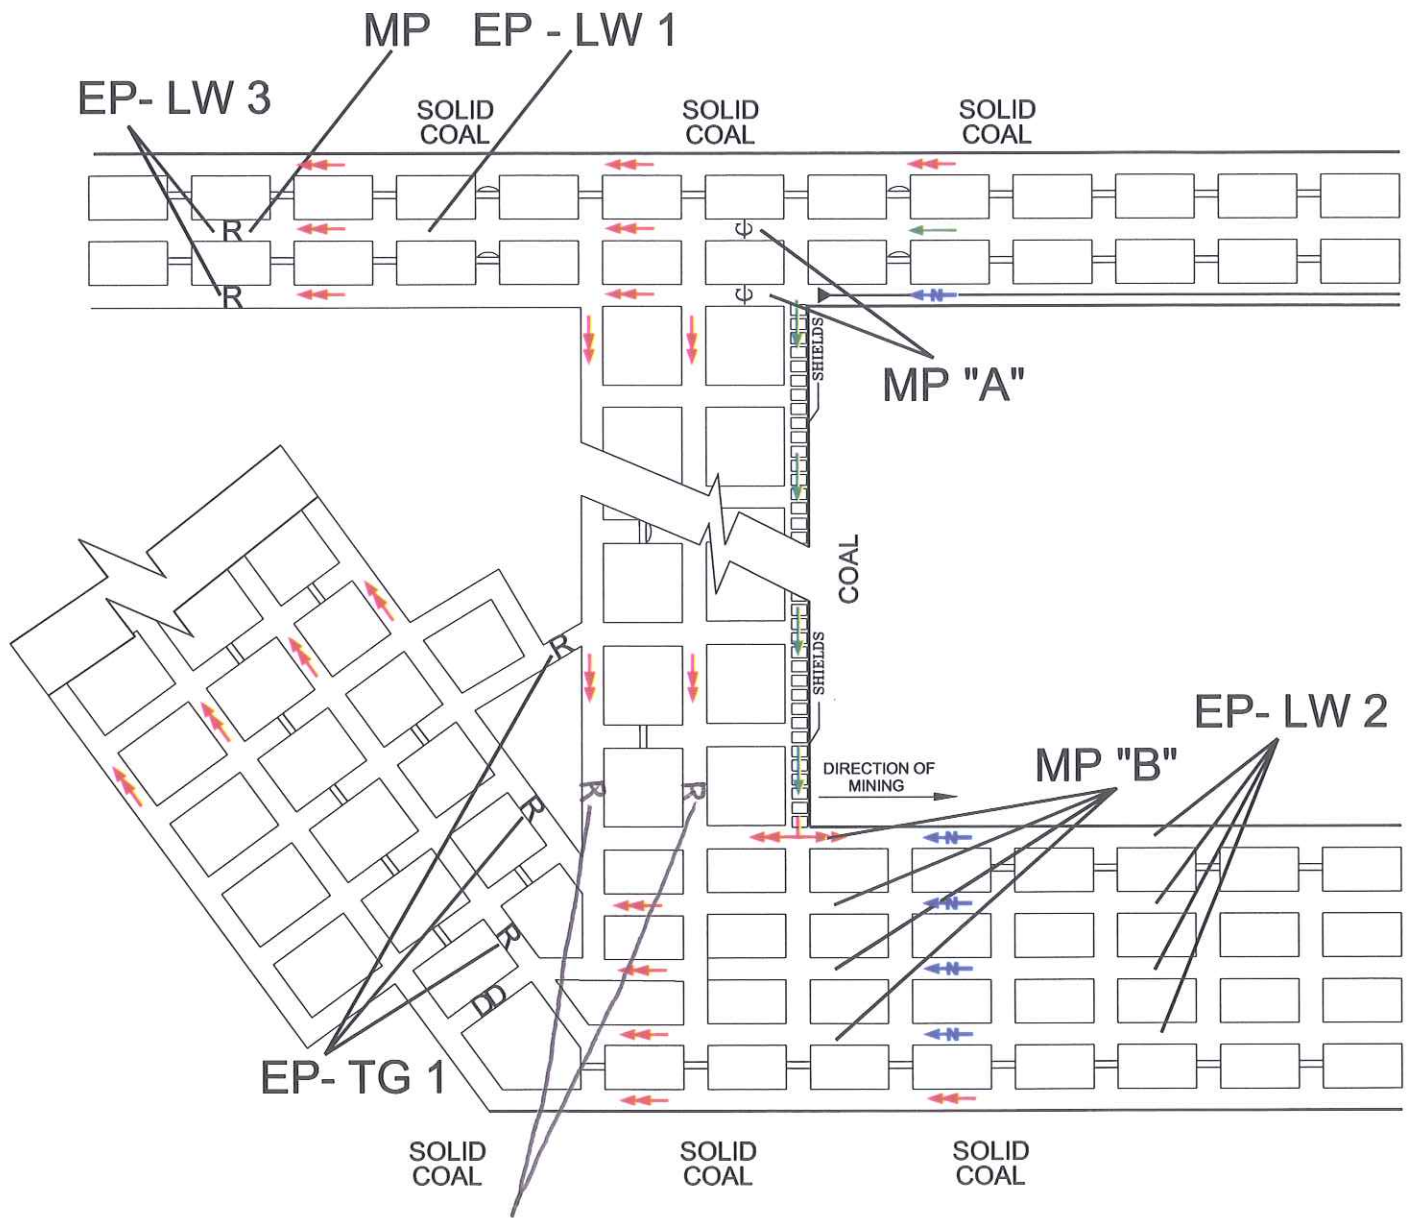 MP EP - LW 1
EP- LW 3
SOLID
COAL
SOLID
COAL
SOLID
COAL
R
C
R
C
N
SHIELDS
MP "A"
COAL
R
SHIELDS
EP- LW 2
MP "B"
DIRECTION OF
MINING
R
R
R
N
N
R
N
DD
N
EP- TG 1
SOLID
COAL
SOLID
COAL
SOLID
COAL